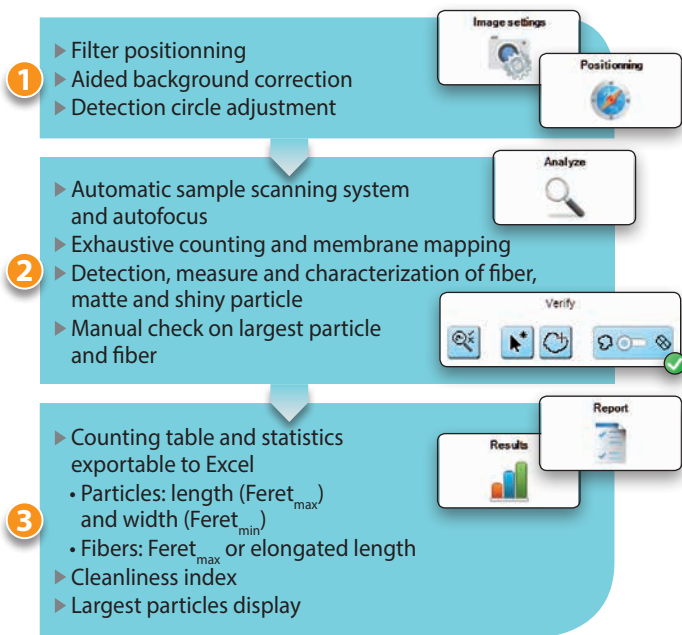 Image settings
Positionning
1
▶ Filter positionning
▶ Aided background correction
▶ Detection circle adjustment
Analyze
2
▶ Automatic sample scanning system
and autofocus
▶ Exhaustive counting and membrane mapping
▶ Detection, measure and characterization of fiber,
matte and shiny particle
▶ Manual check on largest particle
and fiber
Verify
Report
Results
3
▶ Counting table and statistics
exportable to Excel
• Particles: length (Feretmax)
and width (Feretmin)
• Fibers: Feretmax or elongated length
▶ Cleanliness index
▶ Largest particles display